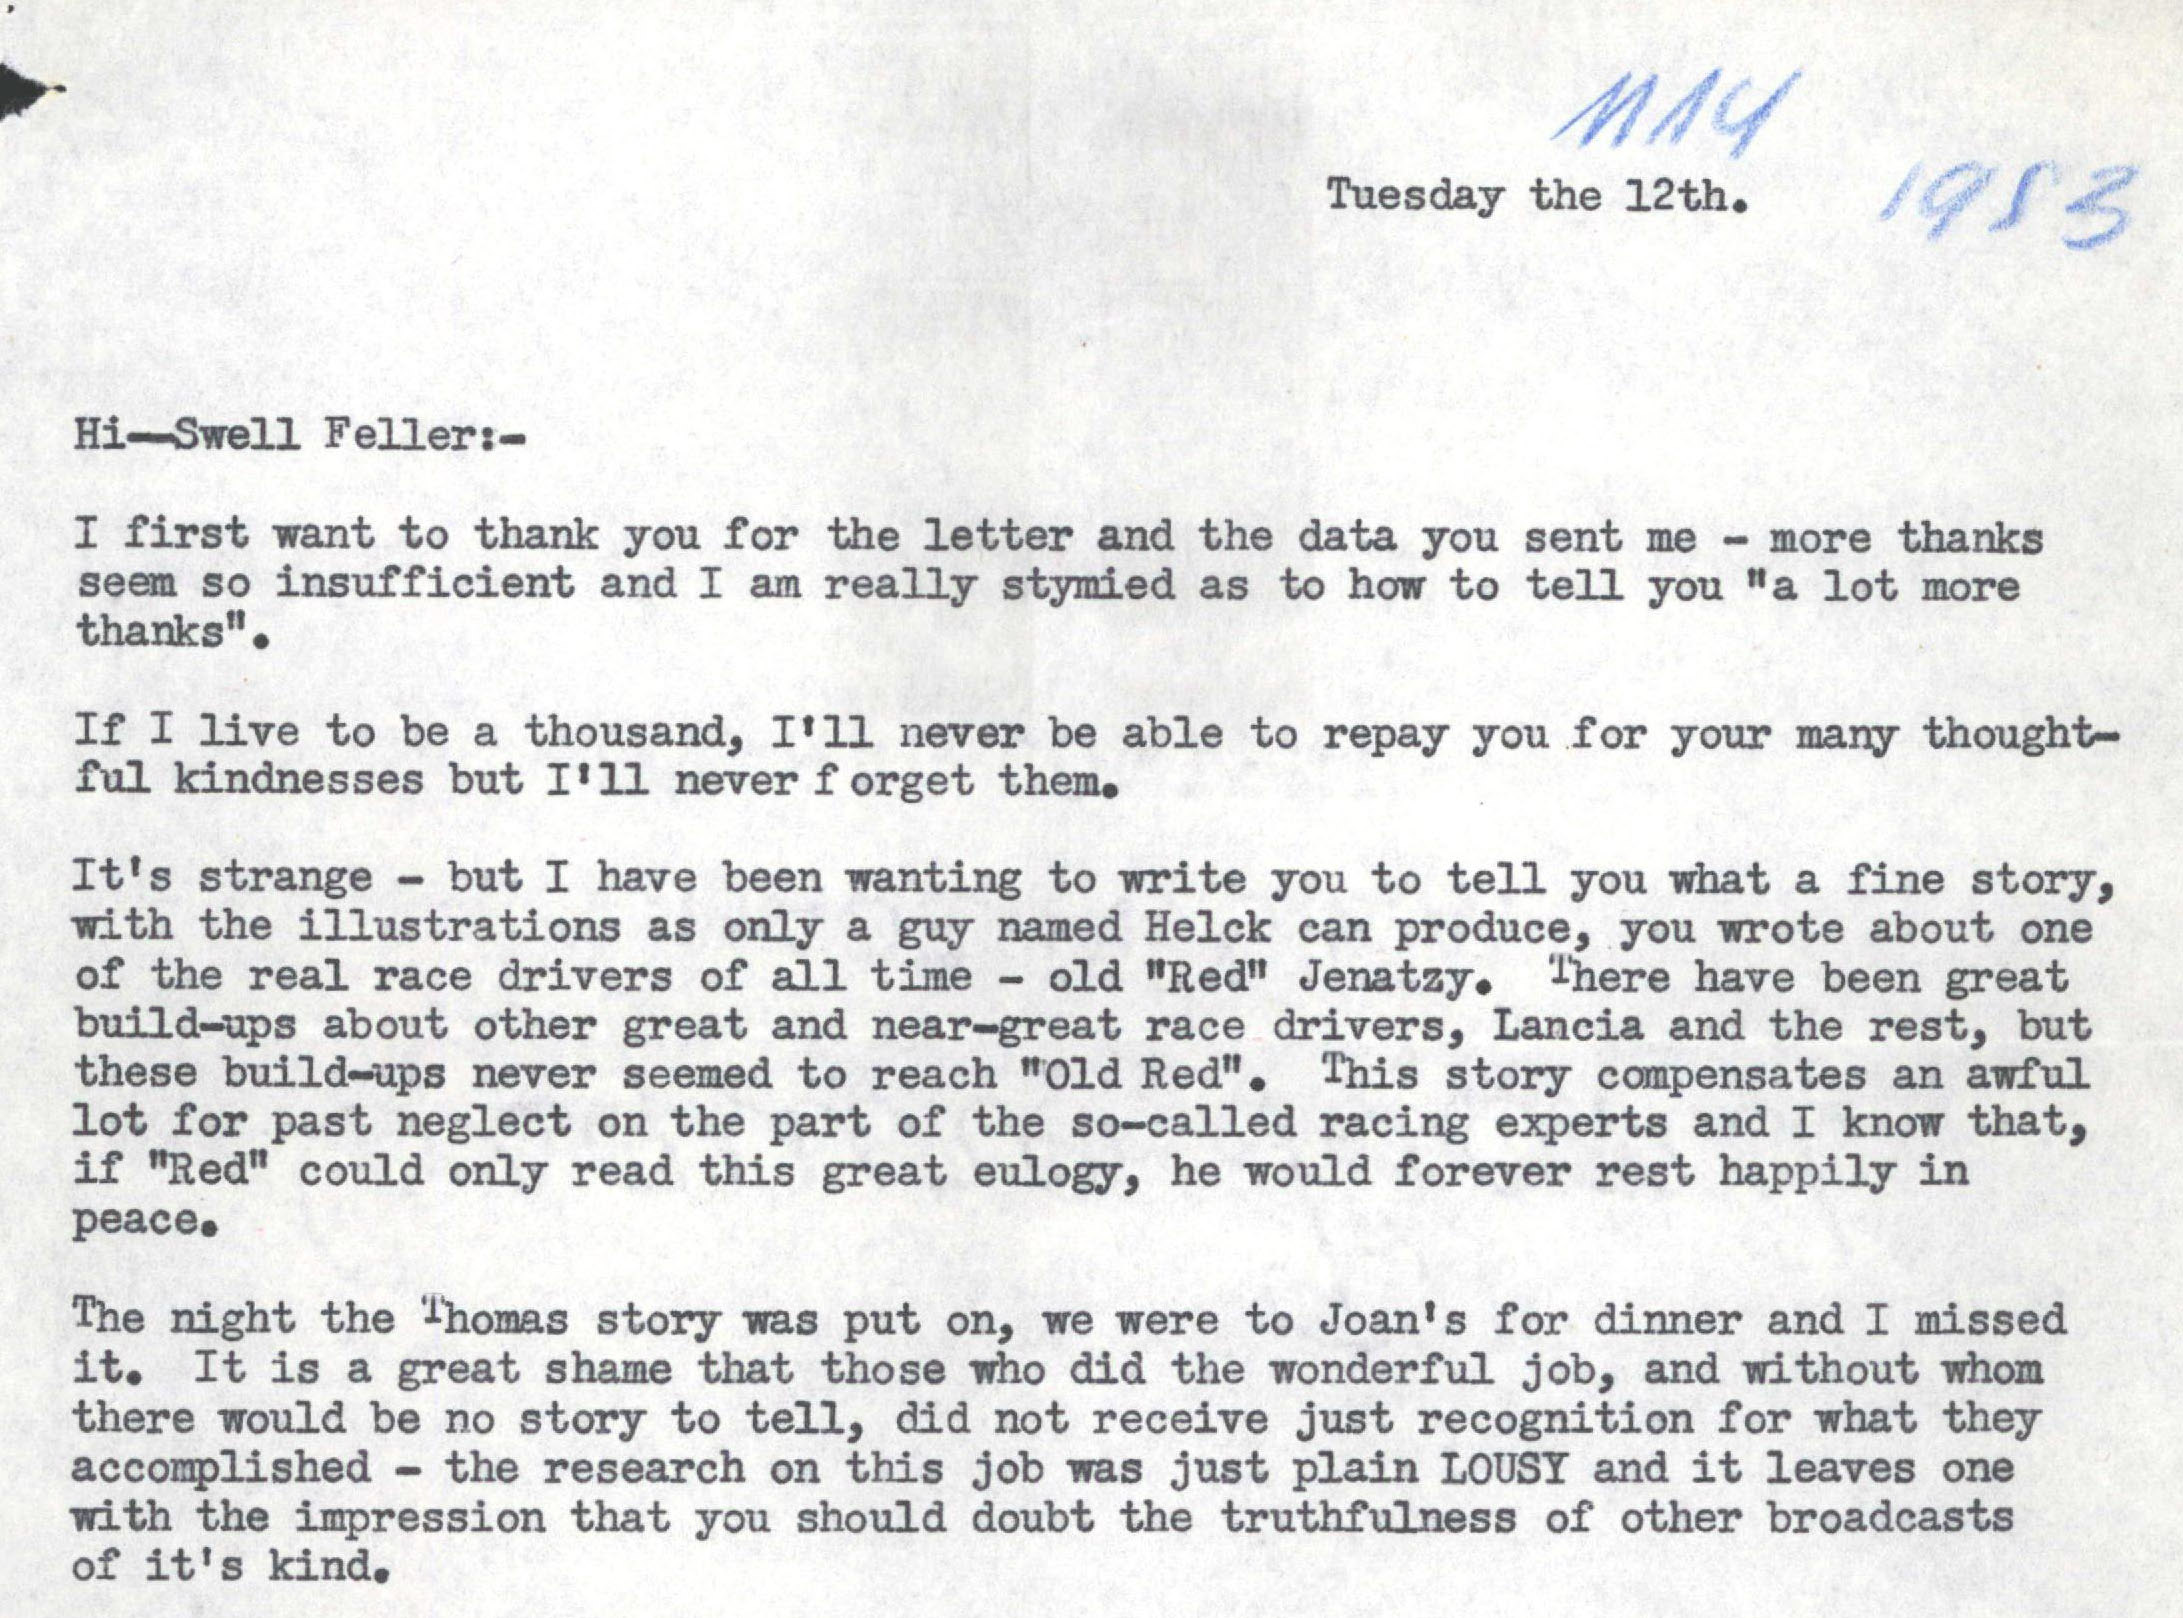 MAY
Tuesday the 12th. 1953
Hi—Swell Feller:-
I first want to thank you for the letter and the data you sent me - more thanks
seem so insufficient and I am really stymied as to how to tell you "a lot more
thanks".
If I live to be a thousand, I'll never be able to repay you for your many thought-
ful kindnesses but I'll never f orget them.
It's strange - but I have been wanting to write you to tell you what a fine story,
with the illustrations as only a guy named Helck can produce, you wrote about one
of the real race drivers of all time - old "Red" Jenatzy. There have been great
build-ups about other great and near-great race drivers, Lancia and the rest, but
these build-ups never seemed to reach "Old Red". This story compensates an awful
lot for past neglect on the part of the so-called racing experts and I know that,
if "Red" could only read this great eulogy, he would forever rest happily in
peace.
The night the Thomas story was put on, we were to Joan's for dinner and I missed
it. It is a great shame that those who did the wonderful job, and without whom
there would be no story to tell, did not receive just recognition for what they
accomplished - the research on this job was just plain LOUSY and it leaves one
with the impression that you should doubt the truthfulness of other broadcasts
of it's kind.